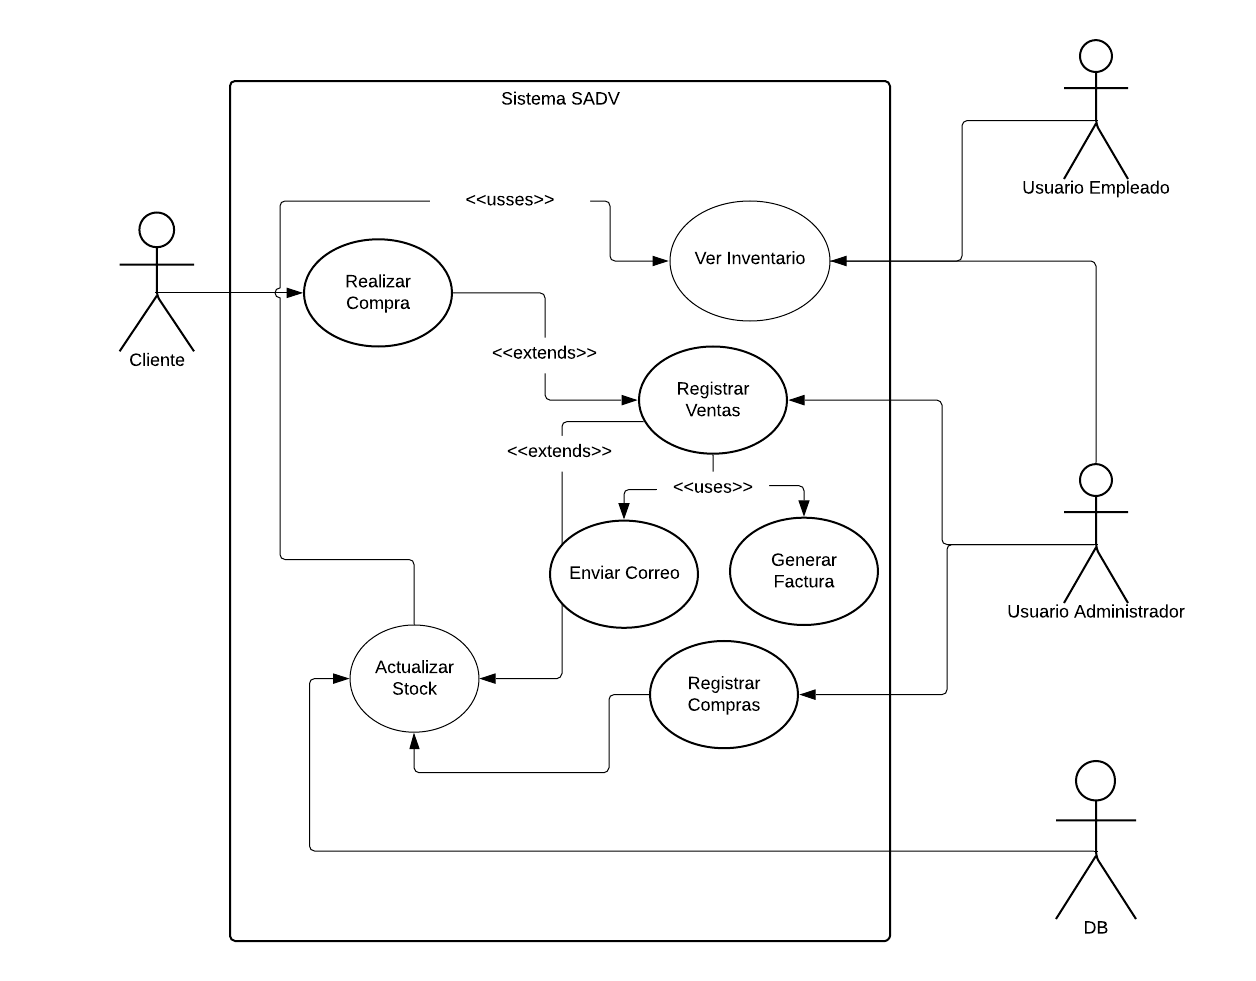 Sistema SADV
Usuario Empleado
<<usses>>
Ver Inventario
Realizar
Compra
Cliente
<<extends>>
Registrar
Ventas
<<extends>>
<<uses>>
Enviar Correo
Generar
Factura
Usuario Administrador
Actualizar
Stock
Registrar
Compras
DB